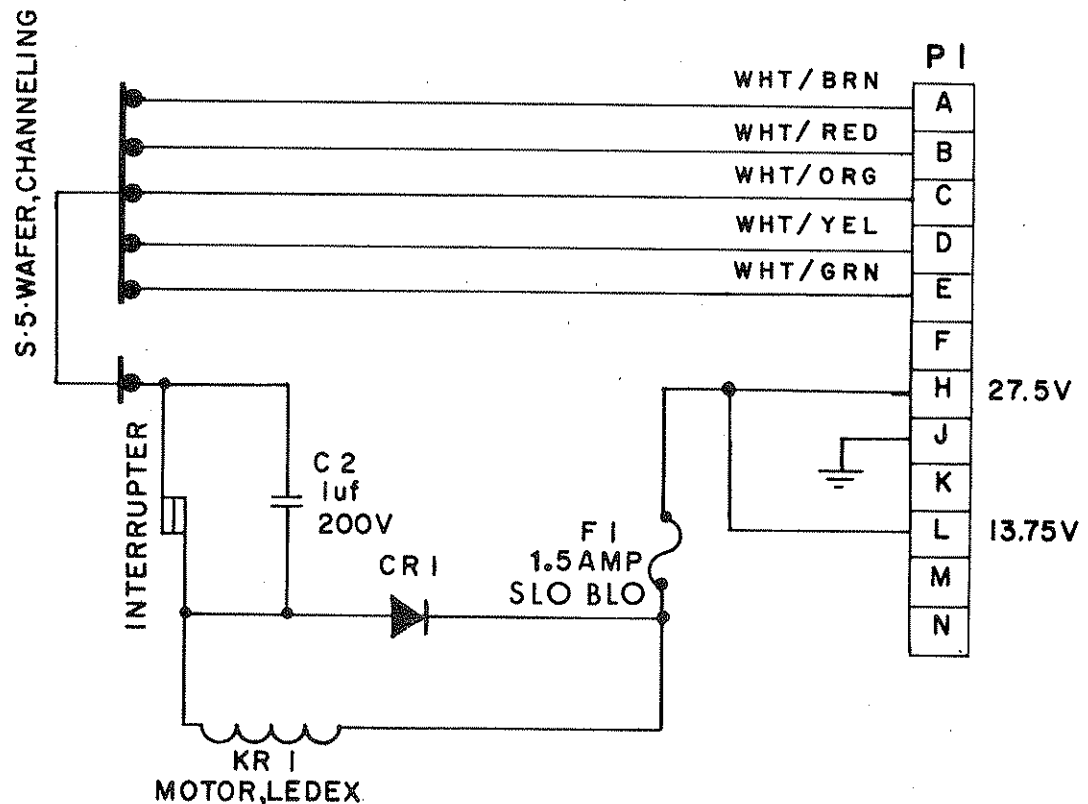 P1
WHT/BRN
A
WHT/RED
B
WHT/ORG
C
WHT/YEL
D
WHT/GRN
E
F
H
27.5V
J
K
L
13.75V
M
N
S·5·WAFER,CHANNELING
INTERRUPTER
C2
1uf
200V
CR1
F1
1.5AMP
SLO BLO
KR1
MOTOR,LEDEX